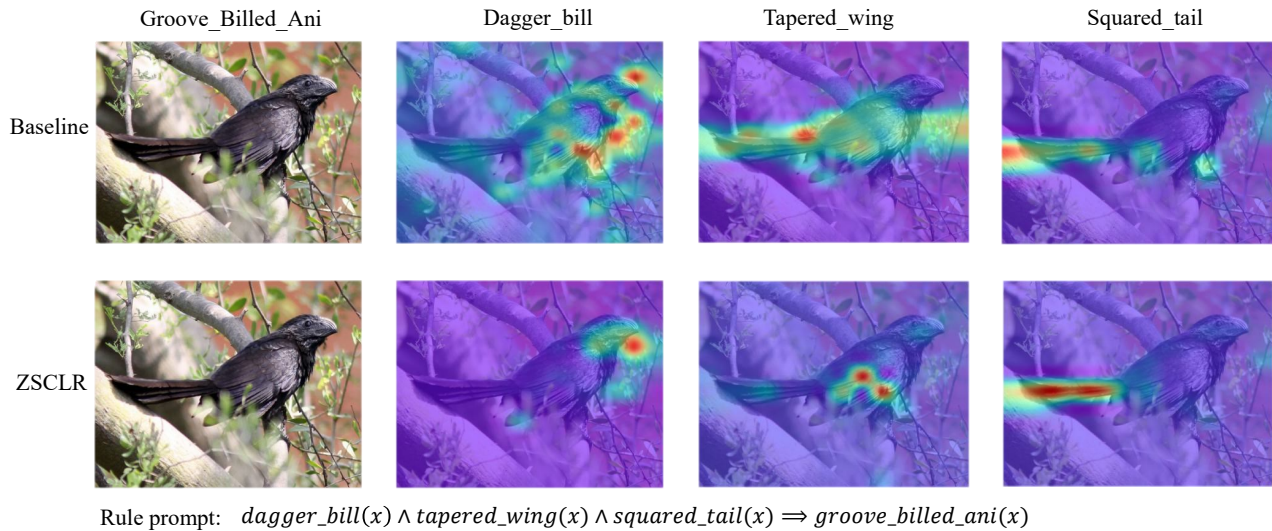 Groove_Billed_Ani Dagger_bill Tapered_wing Squared_tail
Baseline
ZSCLR
Rule prompt: dagger_bill(x) ∧ tapered_wing(x) ∧ squared_tail(x) ⟹ groove_billed_ani(x)